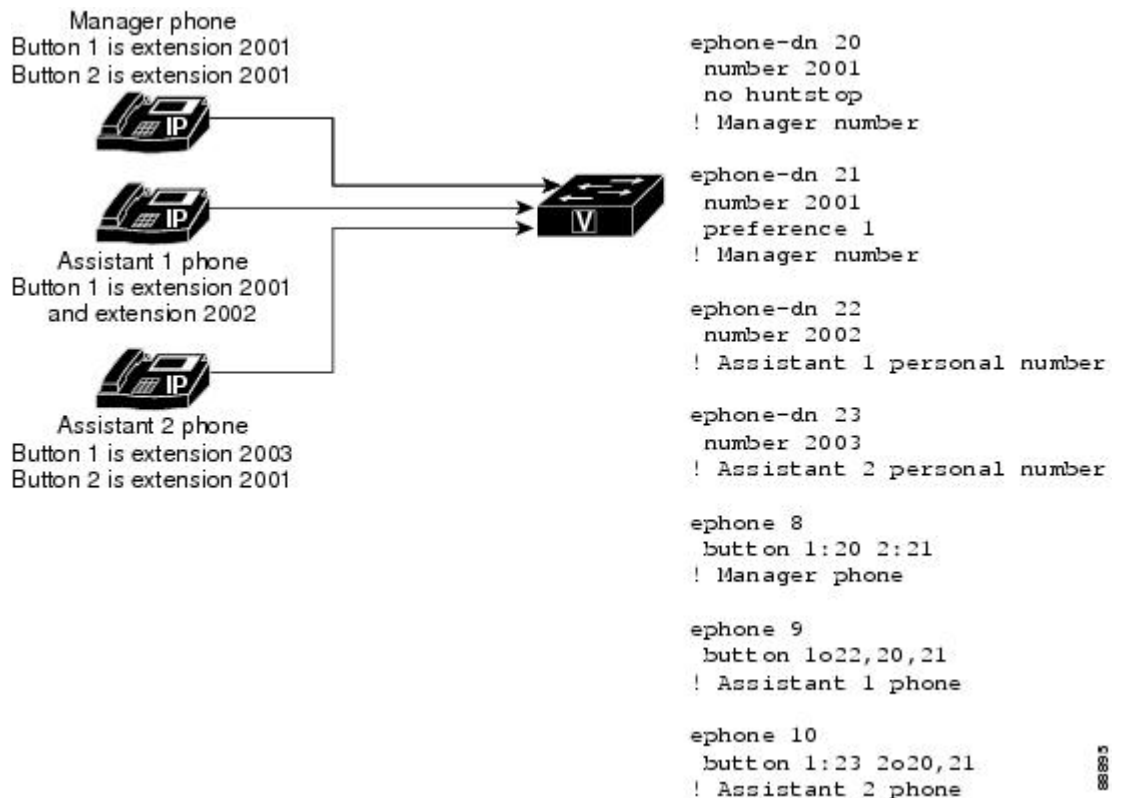 Manager phone
Button 1 is extension 2001
Button 2 is extension 2001
IP
IP
Assistant 1 phone
Button 1 is extension 2001
and extension 2002
IP
Assistant 2 phone
Button 1 is extension 2003
Button 2 is extension 2001
V
ephone-dn 20
number 2001
no huntstop
! Manager number
ephone-dn 21
number 2001
preference 1
! Manager number
ephone-dn 22
number 2002
! Assistant 1 personal number
ephone-dn 23
number 2003
! Assistant 2 personal number
ephone 8
button 1:20 2:21
! Manager phone
ephone 9
button 1o22,20,21
! Assistant 1 phone
ephone 10
button 1:23 2o20,21
! Assistant 2 phone
88895